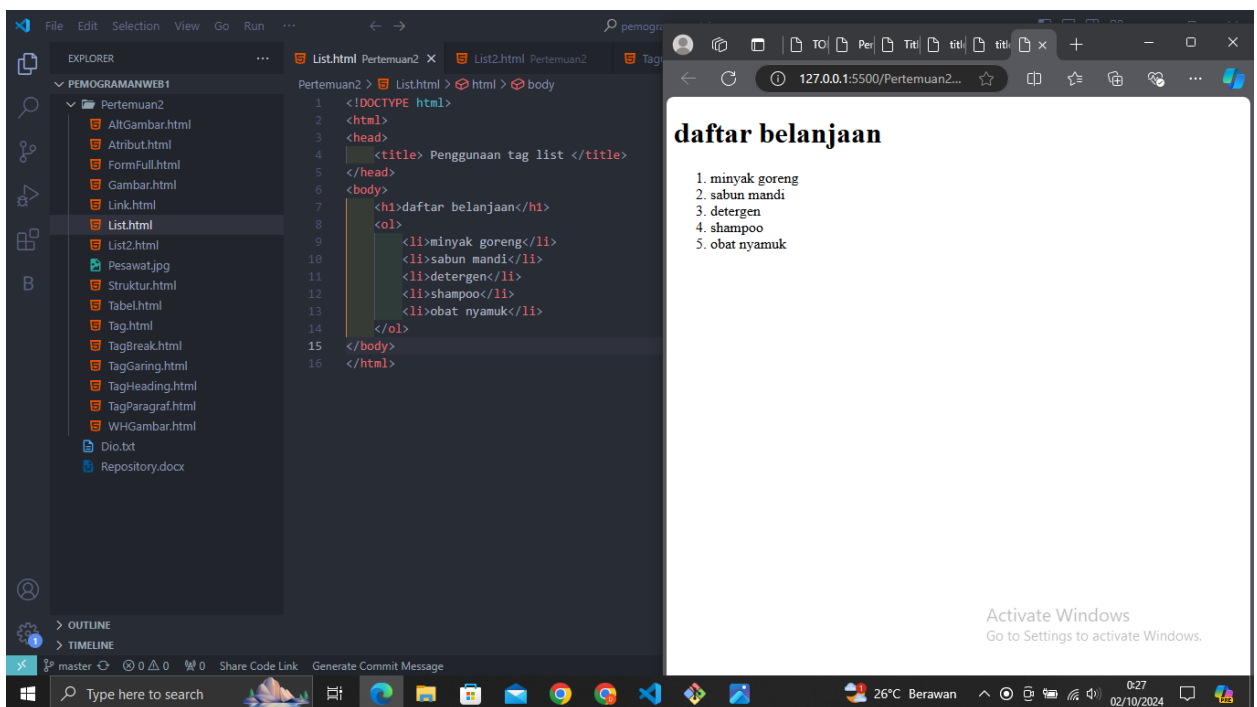 File Edit Selection View Go Run ··· pemogra
EXPLORER ···
PEMOGRAMANWEB1
Pertemuan2
AltGambar.html
Atribut.html
FormFull.html
Gambar.html
Link.html
List.html
List2.html
Pesawat.jpg
Struktur.html
Tabel.html
Tag.html
TagBreak.html
TagGaring.html
TagHeading.html
TagParagraf.html
WHGambar.html
Dio.txt
Repository.docx
OUTLINE
TIMELINE
List.html Pertemuan2 List2.html Pertemuan2 Tag
Pertemuan2 > List.html > html > body
1 <!DOCTYPE html>
2 <html>
3 <head>
4 <title> Penggunaan tag list </title>
5 </head>
6 <body>
7 <h1>daftar belanjaan</h1>
8 <ol>
9 <li>minyak goreng</li>
10 <li>sabun mandi</li>
11 <li>detergen</li>
12 <li>shampoo</li>
13 <li>obat nyamuk</li>
14 </ol>
15 </body>
16 </html>
TO Per Titl titl titl
127.0.0.1:5500/Pertemuan2...
daftar belanjaan
1. minyak goreng
2. sabun mandi
3. detergen
4. shampoo
5. obat nyamuk
Activate Windows
Go to Settings to activate Windows.
1
master 0 0 0 Share Code Link Generate Commit Message
Type here to search 26°C Berawan 0:27
02/10/2024